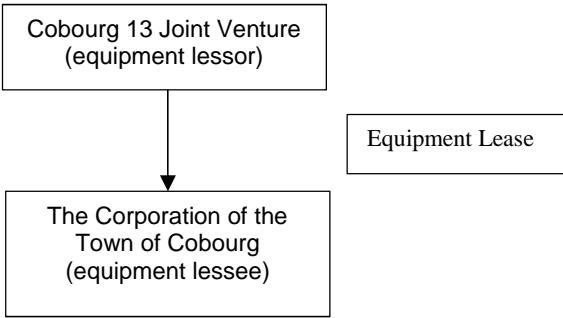 Cobourg 13 Joint Venture
(equipment lessor)
Equipment Lease
The Corporation of the
Town of Cobourg
(equipment lessee)